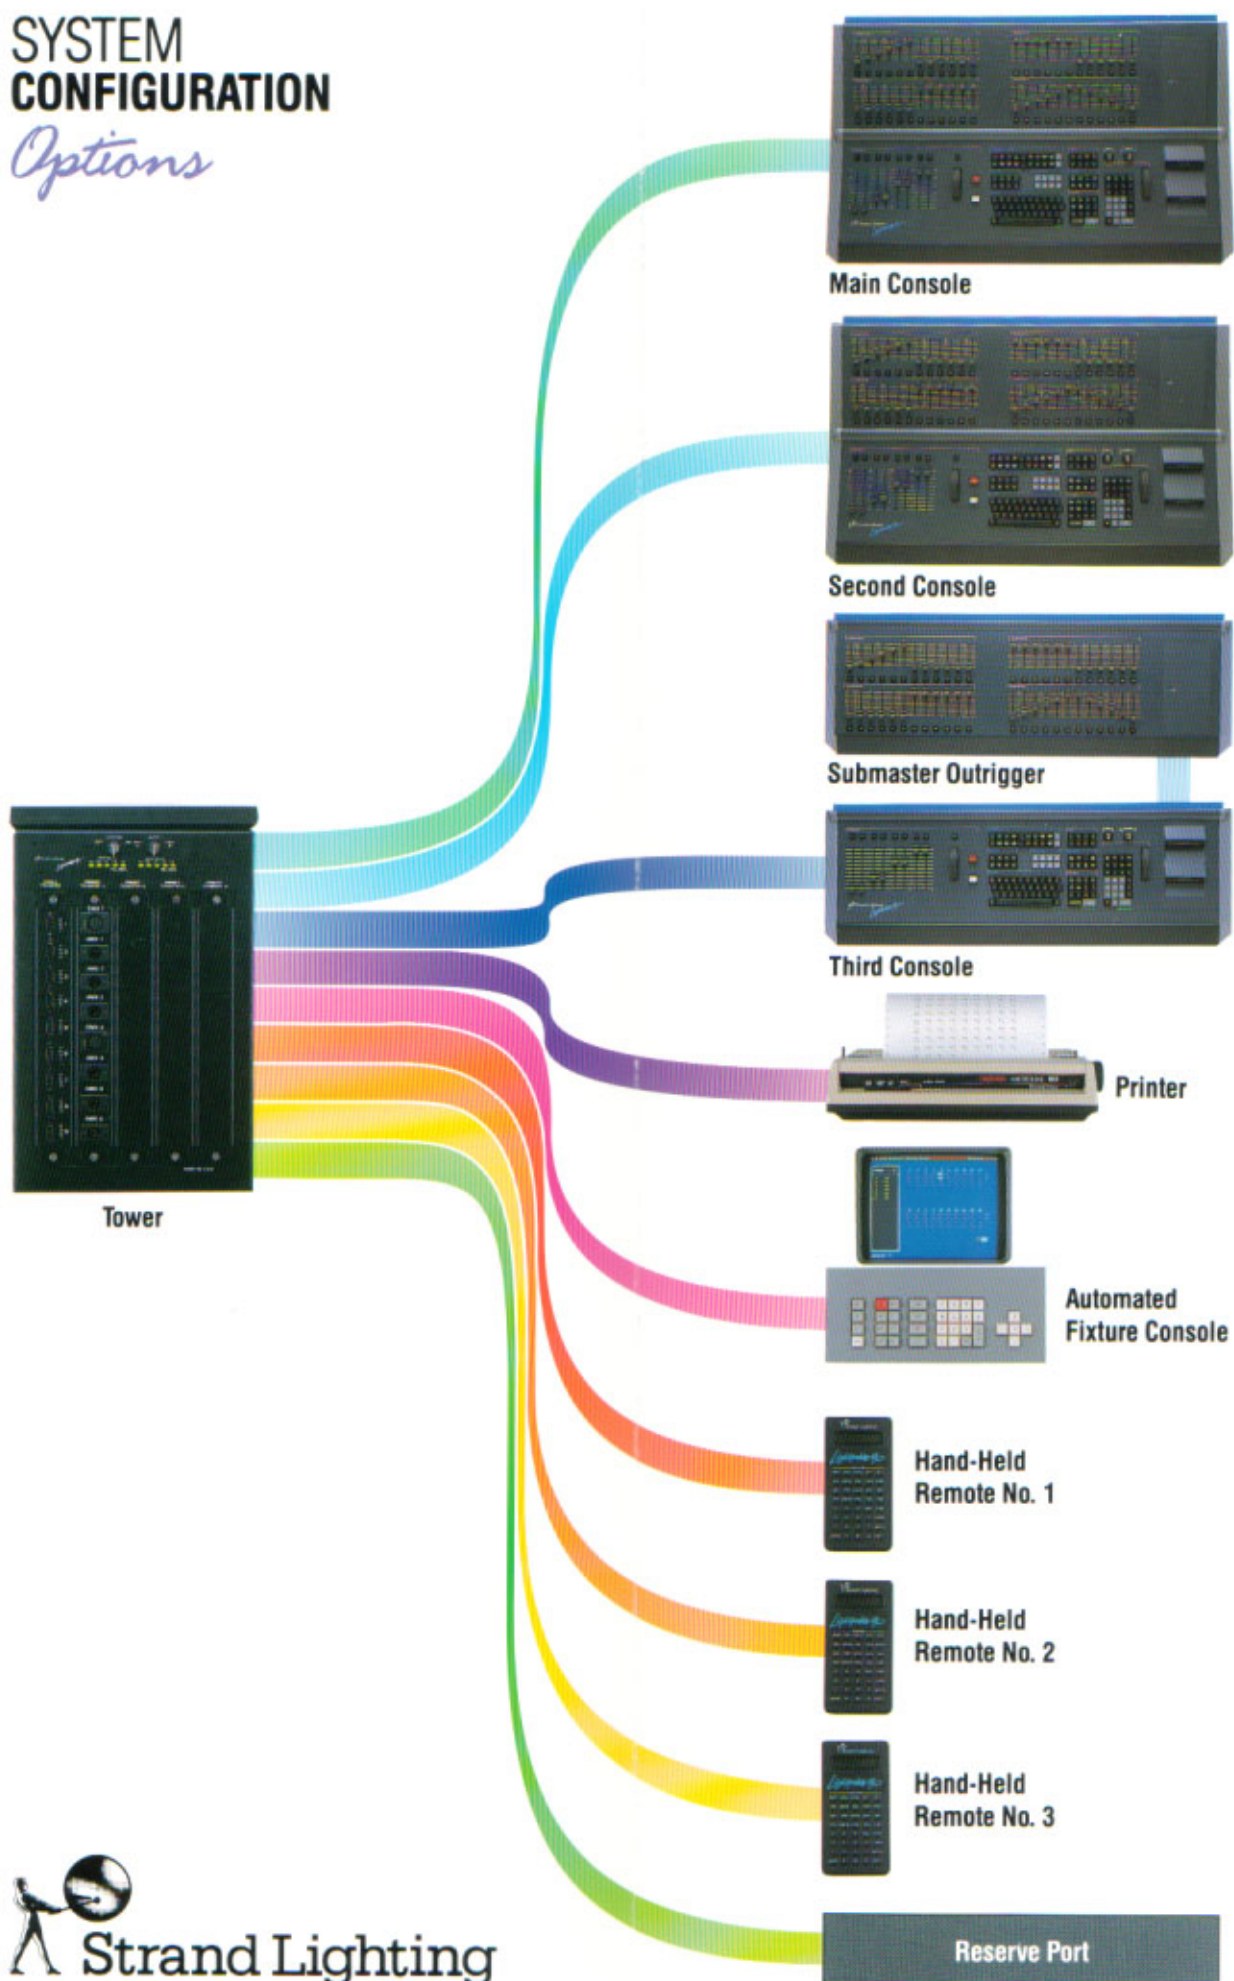 SYSTEM
CONFIGURATION
Options
Main Console
Second Console
Submaster Outrigger
Third Console
Printer
Tower
Automated
Fixture Console
Hand-Held
Remote No. 1
Hand-Held
Remote No. 2
Hand-Held
Remote No. 3
Reserve Port
Strand Lighting